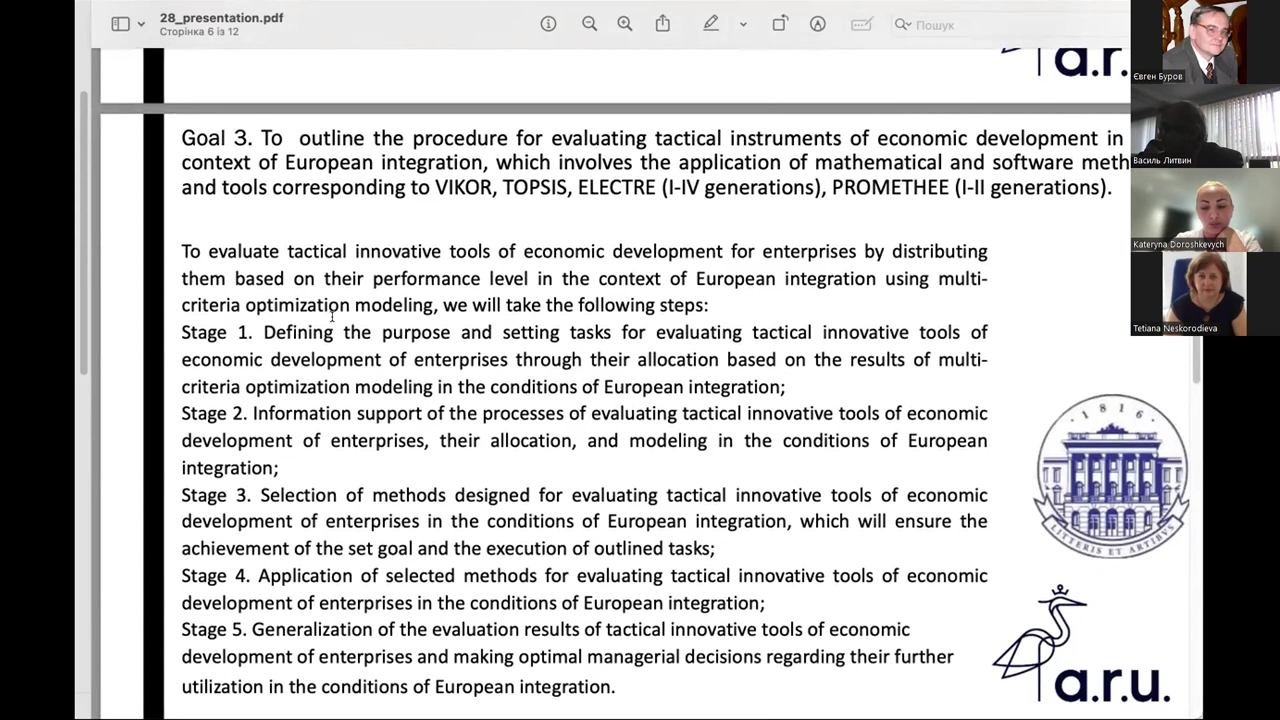 28_presentation.pdf
Сторінка 6 із 12
Пошук
a.r.
Goal 3. To outline the procedure for evaluating tactical instruments of economic development in
context of European integration, which involves the application of mathematical and software meth
and tools corresponding to VIKOR, TOPSIS, ELECTRE (I-IV generations), PROMETHEE (I-II generations).
To evaluate tactical innovative tools of economic development for enterprises by distributing
them based on their performance level in the context of European integration using multi-
criteria optimization modeling, we will take the following steps:
Stage 1. Defining the purpose and setting tasks for evaluating tactical innovative tools of
economic development of enterprises through their allocation based on the results of multi-
criteria optimization modeling in the conditions of European integration;
Stage 2. Information support of the processes of evaluating tactical innovative tools of economic
development of enterprises, their allocation, and modeling in the conditions of European
integration;
Stage 3. Selection of methods designed for evaluating tactical innovative tools of economic
development of enterprises in the conditions of European integration, which will ensure the
achievement of the set goal and the execution of outlined tasks;
Stage 4. Application of selected methods for evaluating tactical innovative tools of economic
development of enterprises in the conditions of European integration;
Stage 5. Generalization of the evaluation results of tactical innovative tools of economic
development of enterprises and making optimal managerial decisions regarding their further
utilization in the conditions of European integration.
Євген Буров
Василь Литвин
Kateryna Doroshkevych
Tetiana Neskorodieva
1816
LITTERIS ET ARTIBUS
a.r.u.